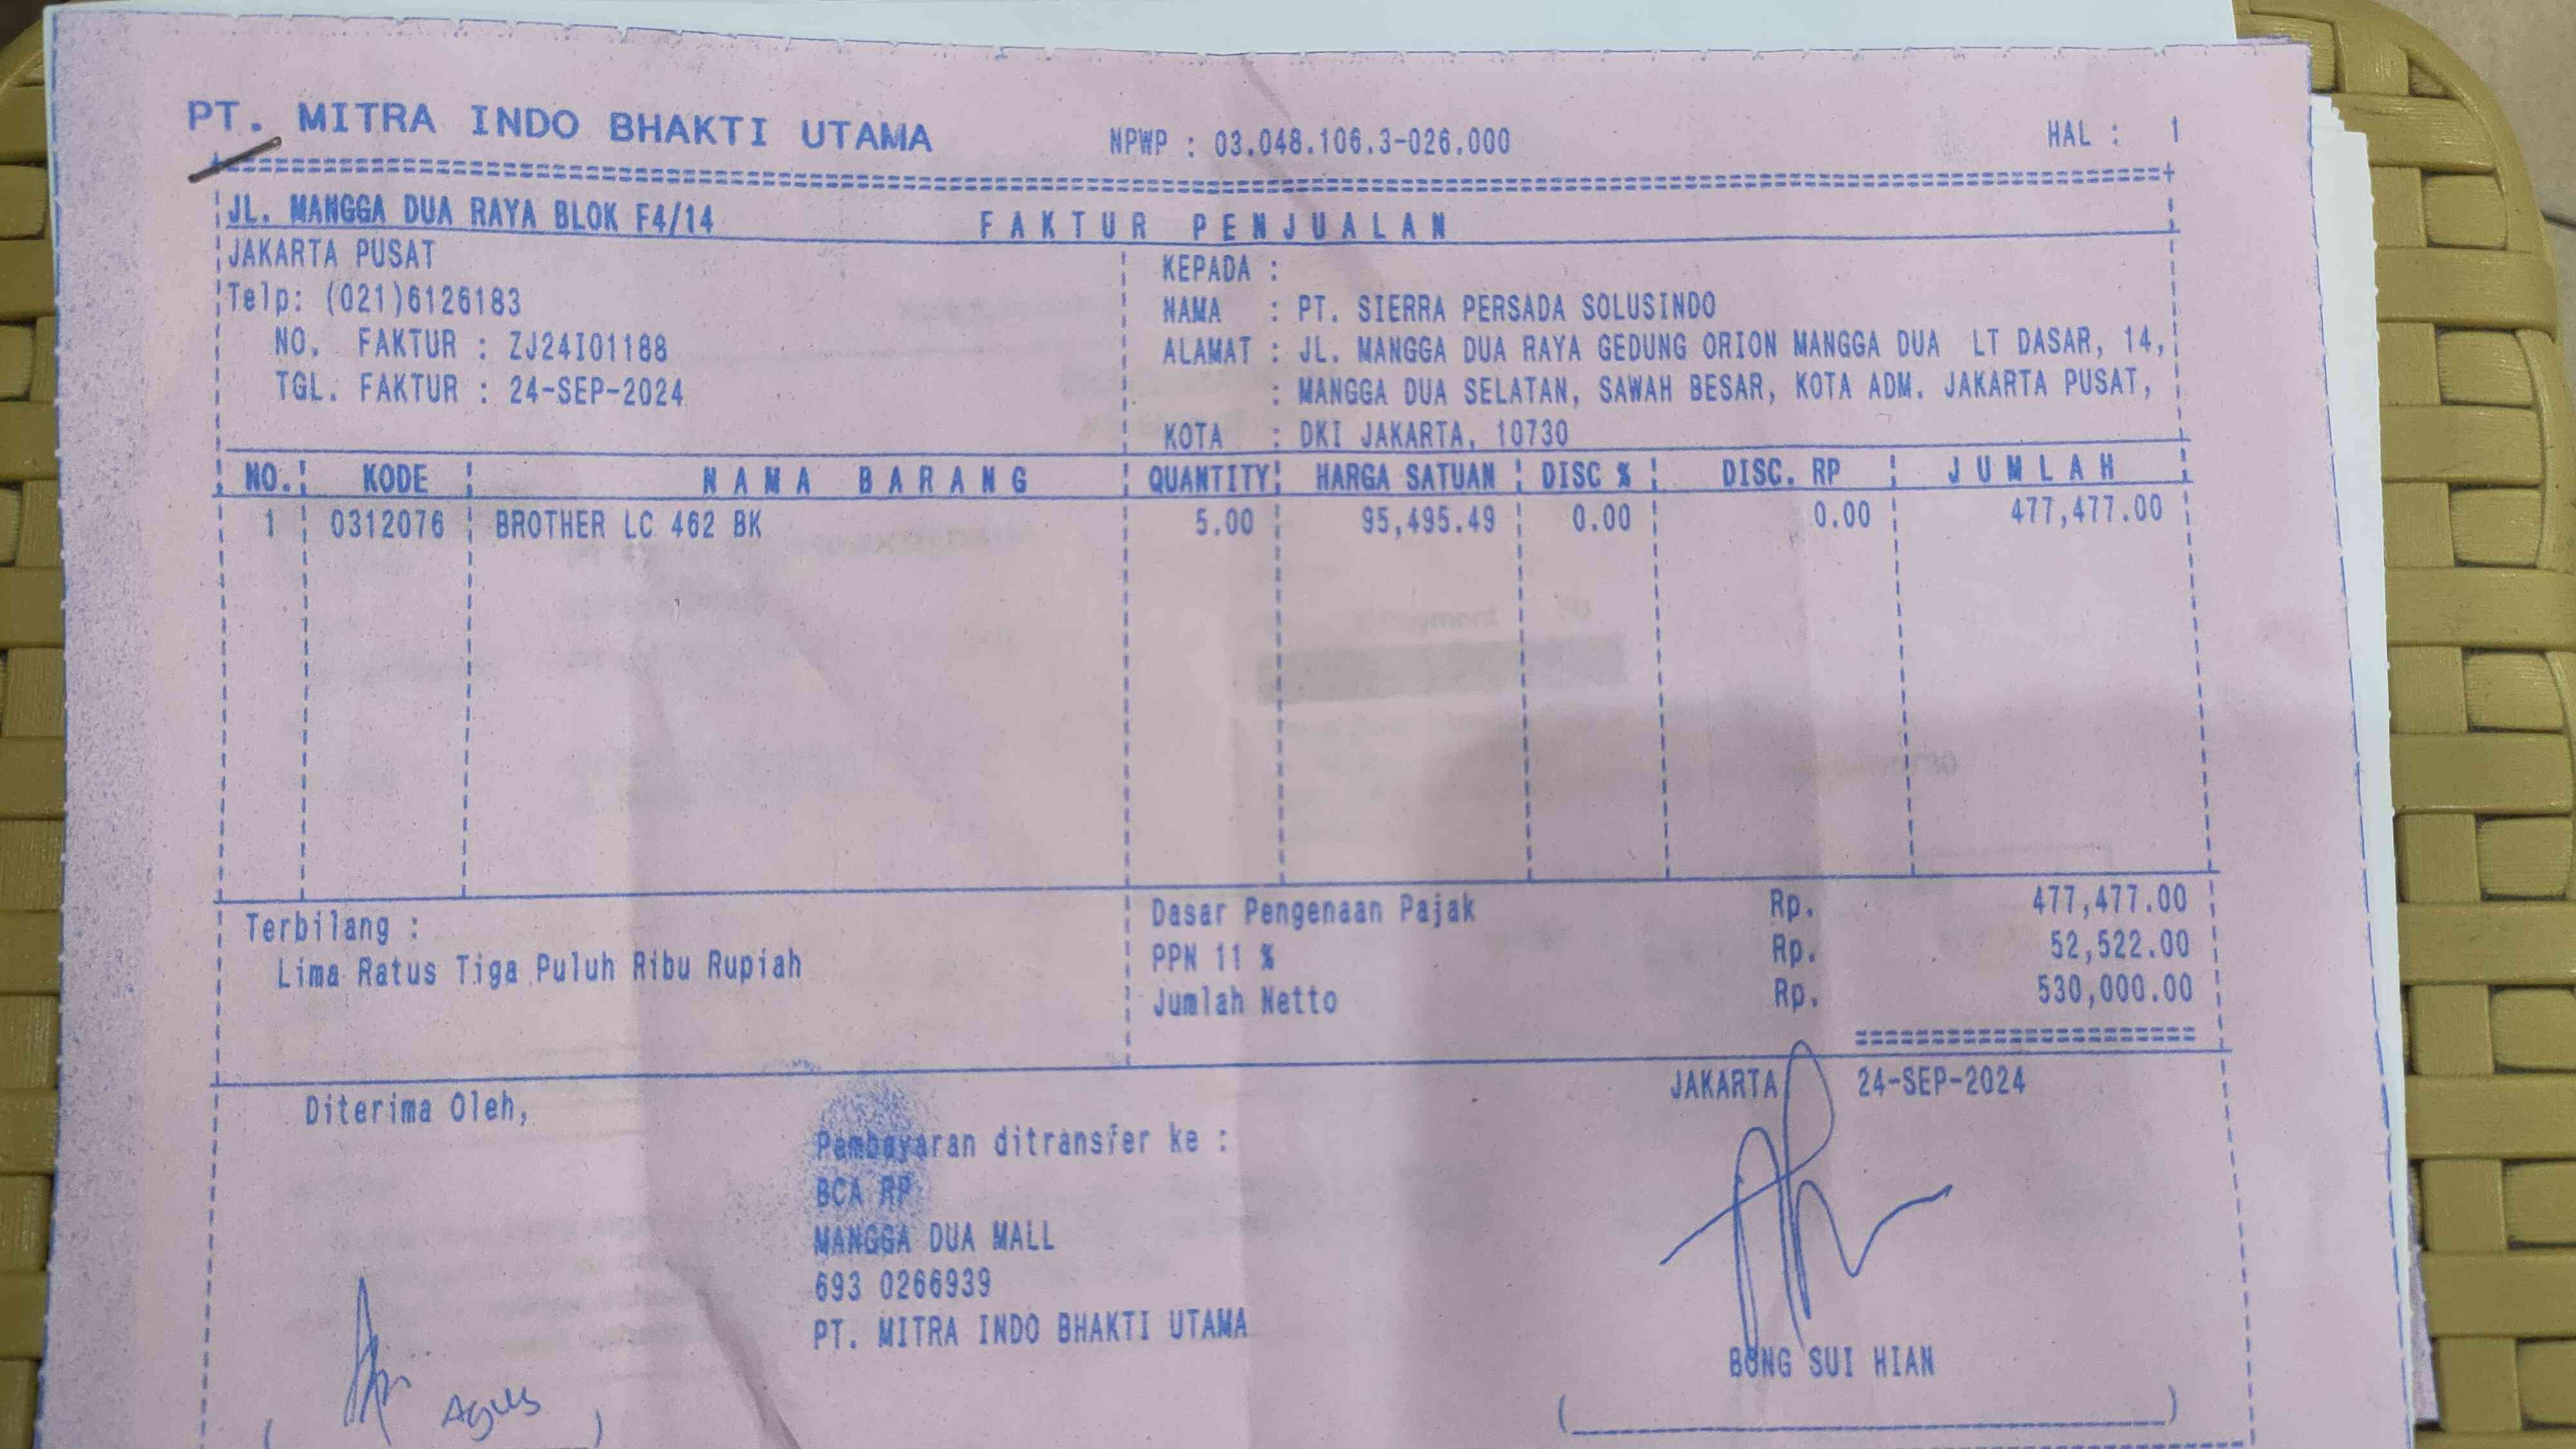 PT. MITRA INDO BHAKTI UTAMA NPWP : 03.048.106.3-026.000 HAL : 1
JL. MANGGA DUA RAYA BLOK F4/14 FAKTUR PENJUALAN
JAKARTA PUSAT
Telp: (021)6126183
NO. FAKTUR : ZJ24I01188
TGL. FAKTUR : 24-SEP-2024
KEPADA :
NAMA : PT. SIERRA PERSADA SOLUSINDO
ALAMAT : JL. MANGGA DUA RAYA GEDUNG ORION MANGGA DUA LT DASAR, 14,
: MANGGA DUA SELATAN, SAWAH BESAR, KOTA ADM. JAKARTA PUSAT,
KOTA : DKI JAKARTA, 10730
NO. KODE NAMA BARANG QUANTITY HARGA SATUAN DISC % DISC. RP JUMLAH
1 0312076 BROTHER LC 462 BK 5.00 95,495.49 0.00 0.00 477,477.00
Terbilang :
Lima Ratus Tiga Puluh Ribu Rupiah
Dasar Pengenaan Pajak Rp. 477,477.00
PPN 11 % Rp. 52,522.00
Jumlah Netto Rp. 530,000.00
JAKARTA 24-SEP-2024
Diterima Oleh,
Pembayaran ditransfer ke :
BCA RP
MANGGA DUA MALL
693 0266939
PT. MITRA INDO BHAKTI UTAMA
BONG SUI HIAN
Agus